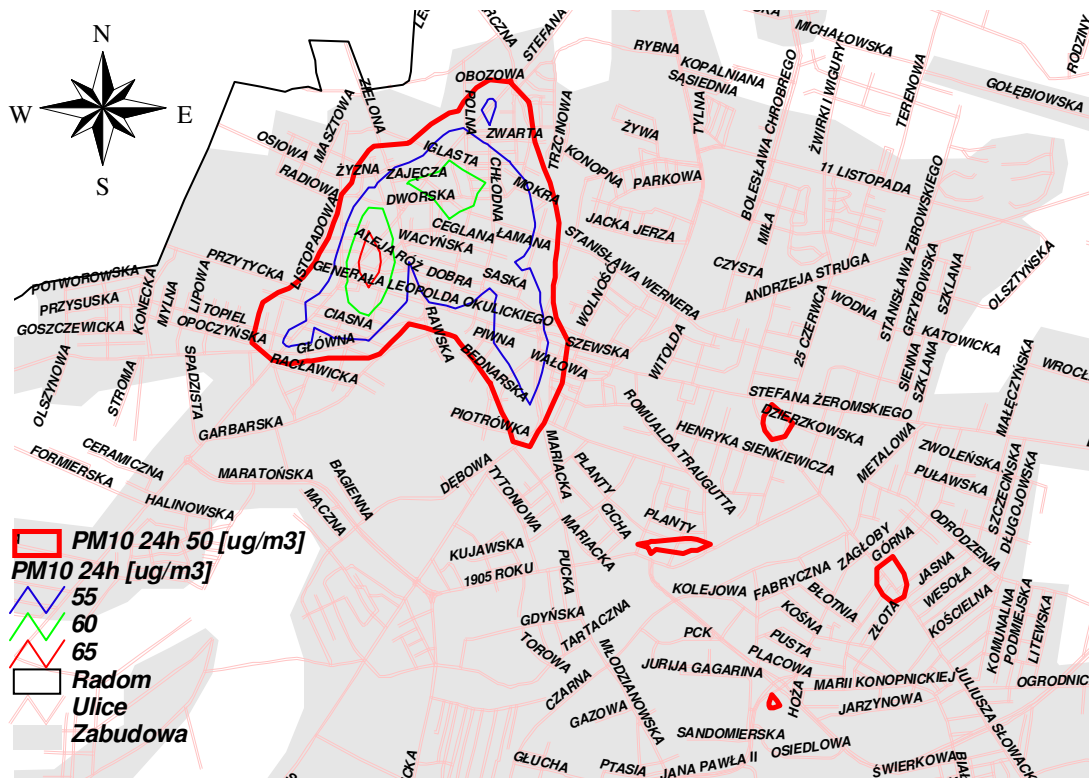 N
W
E
S
OBOZOWA
STEFANA
POLNA
ZWARTA
TRZCINOWA
RYBNA
KOPALNIANA
SĄSIEDNIA
TYLNA
ŻYWA
KONOPNA
PARKOWA
MICHAŁOWSKA
BOLESŁAWA CHROBREGO
ŻWIRKI I WIGURY
TERENOWA
GOŁĘBIOWSKA
RODZINY
11 LISTOPADA
ZIELONA
MASZTOWA
OSIOWA
RADIOWA
ŻYZNA
IGLASTA
ZAJĘCZA
DWORSKA
CHŁODNA
MOKRA
JACKA JERZA
MIŁA
CEGLANA
ŁAMANA
WACYŃSKA
ALEJA RÓŻ
LISTOPADOWA
STANISŁAWA WERNERA
STANISŁAWA ZBROWSKIEGO
CZYSTA
ANDRZEJA STRUGA
OLSZTYŃSKA
POTWOROWSKA
PRZYSUSKA
GOSZCZEWICKA
KONECKA
MYLNA
LIPOWA
PRZYTYCKA
TOPIEL
OPOCZYŃSKA
GENERAŁA LEOPOLDA OKULICKIEGO
DOBRA
SASKA
WOLNOŚCI
WODNA
25 CZERWCA
GRZYBOWSKA
SZKLANA
CIASNA
GŁÓWNA
RAWSKA
PIWNA
WAŁOWA
SZEWSKA
WITOLDA
KATOWICKA
SIENNA
SZKLANA
MAŁĘCZYŃSKA
WROCŁ
OLSZYNOWA
STROMA
SPADZISTA
RACŁAWICKA
BEDNARSKA
STEFANA ŻEROMSKIEGO
DZIERZKOWSKA
PIOTRÓWKA
GARBARSKA
ROMUALDA TRAUGUTTA
HENRYKA SIENKIEWICZA
METALOWA
ZWOLEŃSKA
PUŁAWSKA
CERAMICZNA
FORMIERSKA
HALINOWSKA
MARATOŃSKA
BAGIENNA
MĄCZNA
DĘBOWA
TYTONIOWA
MARIACKA
PLANTY
CICHA
MARIACKA
PLANTY
SZCZECIŃSKA
DŁUGOJOWSKA
ODRODZENIA
ZAGŁOBY
GÓRNA
JASNA
WESOŁA
KOŚCIELNA
KUJAWSKA
1905 ROKU
PUCKA
KOLEJOWA
FABRYCZNA
BŁOTNIA
KOŚNA
ZŁOTA
KOMUNALNA
POMIEJSKA
LITEWSKA
GDYŃSKA
TARTACZNA
TOROWA
MŁODZIANOWSKA
PCK
PUSTA
PLACOWA
JURIJA GAGARINA
CZARNA
GAZOWA
HOŻA
MARII KONOPNICKIEJ
JARZYNOWA
JULIUSZA SŁOWACK
OGRODNIC
SANDOMIERSKA
OSIEDLOWA
GŁUCHA
PTASIA
JANA PAWŁA II
ŚWIERKOWA
PM10 24h 50 [ug/m3]
PM10 24h [ug/m3]
55
60
65
Radom
Ulice
Zabudowa